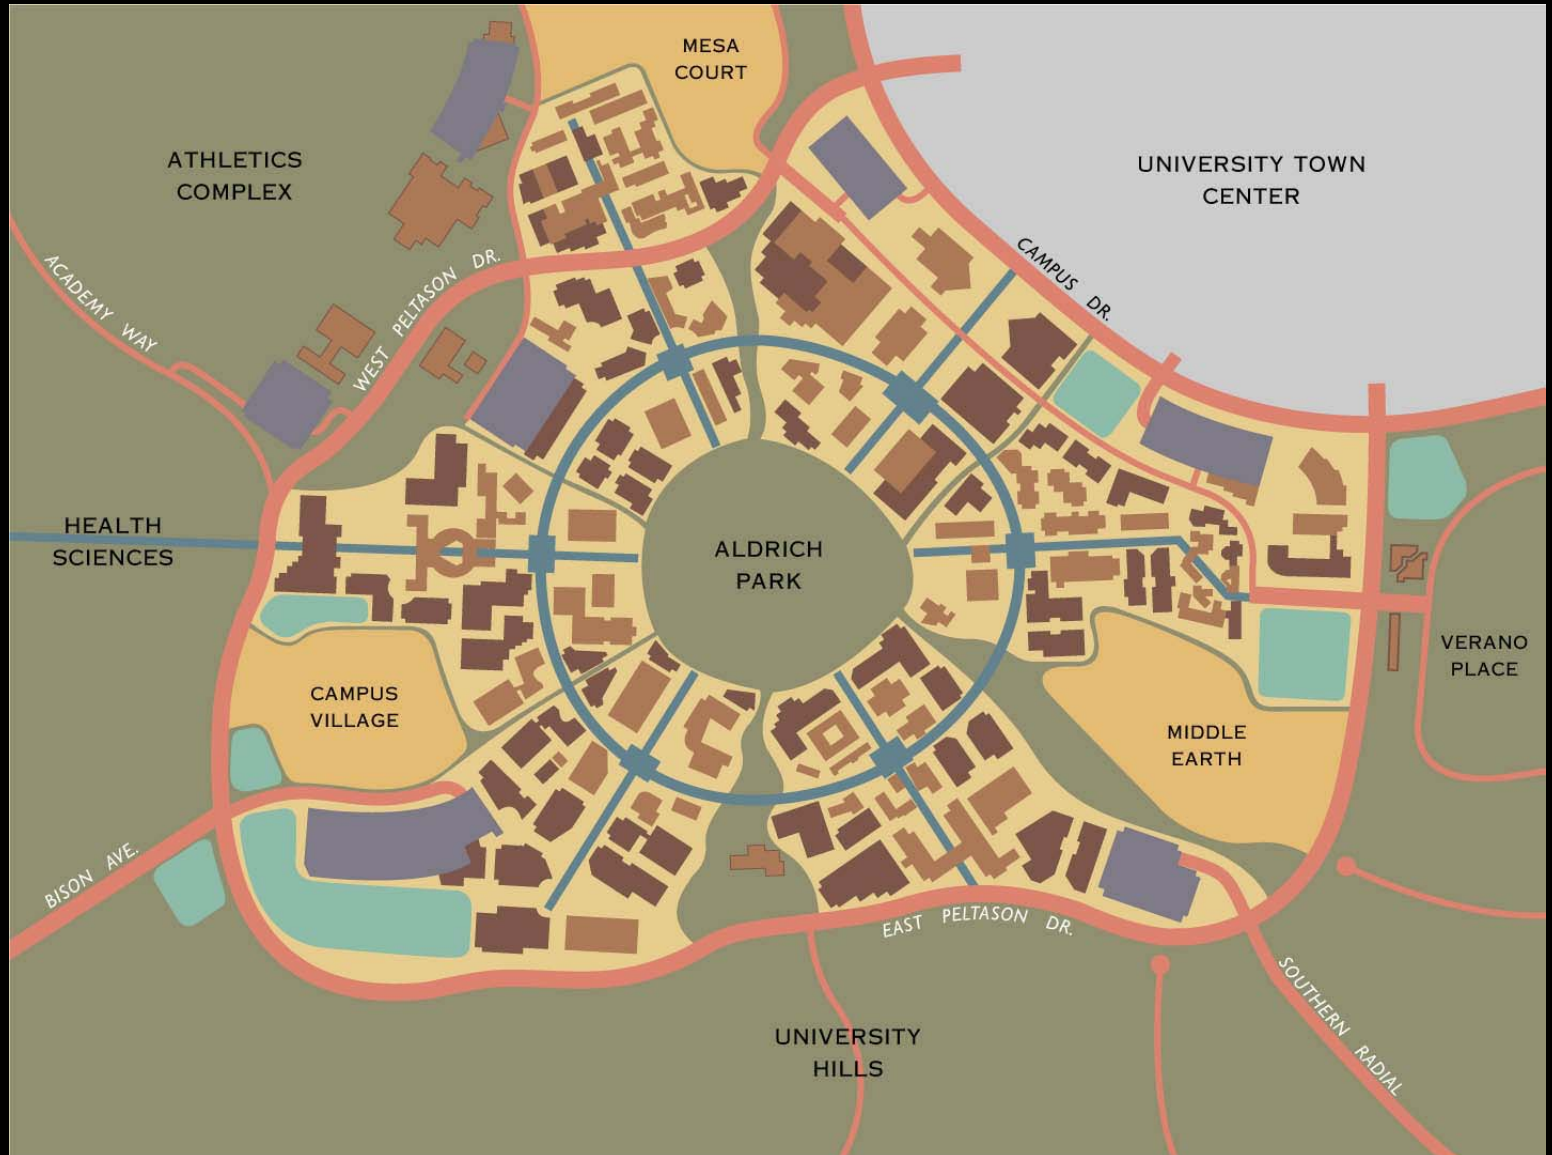 MESA
COURT
ATHLETICS
COMPLEX
UNIVERSITY TOWN
CENTER
CAMPUS DR.
ACADEMY WAY
WEST PELTASON DR.
HEALTH
SCIENCES
ALDRICH
PARK
VERANO
PLACE
CAMPUS
VILLAGE
MIDDLE
EARTH
BISON AVE.
EAST PELTASON DR.
SOUTHERN RADIAL
UNIVERSITY
HILLS